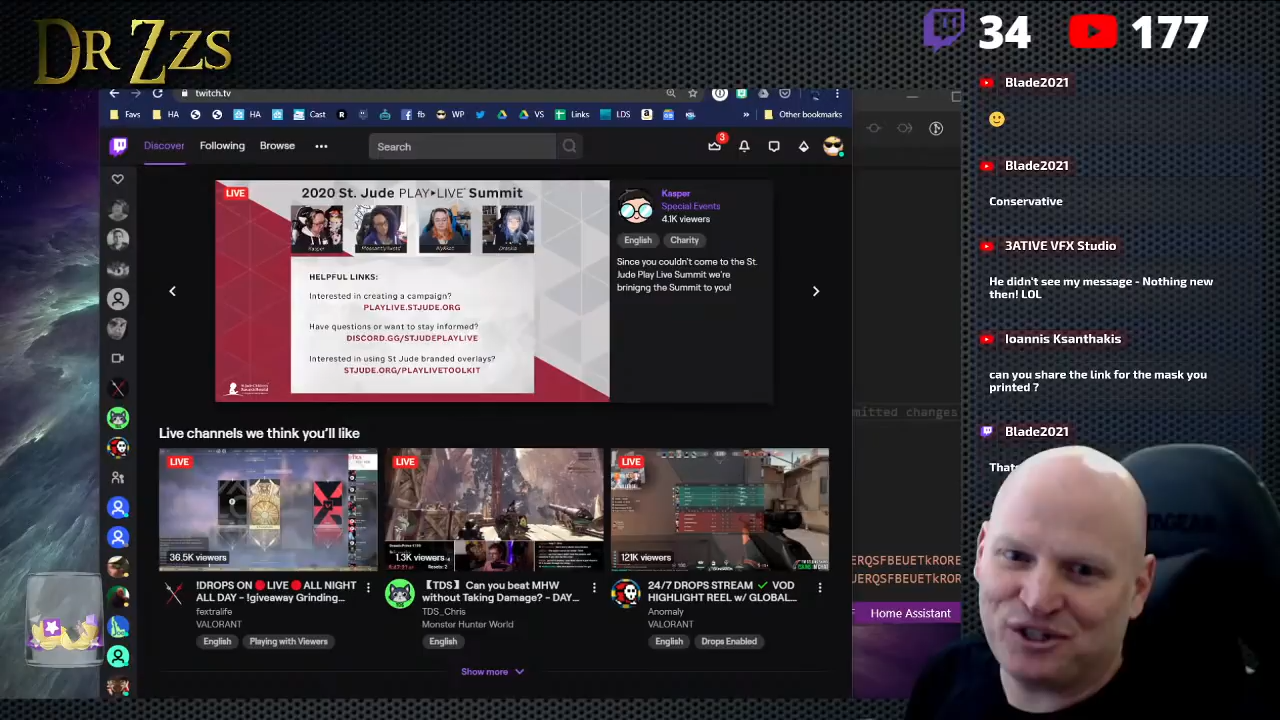 DR ZZS
34
177
twitch.tv
Favs
HA
HA
Cast
fb
WP
VS
Links
LDS
»
Other bookmarks
Discover
Following
Browse
Search
3
LIVE
2020 St. Jude PLAY▸LIVE Summit
Kasper
HELPFUL LINKS:
Interested in creating a campaign?
PLAYLIVE.STJUDE.ORG
Have questions or want to stay informed?
DISCORD.GG/STJUDEPLAYLIVE
Interested in using St Jude branded overlays?
STJUDE.ORG/PLAYLIVETOOLKIT
Kasper
Special Events
4.1K viewers
English
Charity
Since you couldn't come to the St.
Jude Play Live Summit we're
brinigng the Summit to you!
Live channels we think you'll like
LIVE
36.5K viewers
!DROPS ON 🔴LIVE🔴ALL NIGHT
ALL DAY - !giveaway Grinding...
fextralife
VALORANT
English
Playing with Viewers
LIVE
1.3K viewers
【TDS】Can you beat MHW
without Taking Damage? - DAY...
TDS_Chris
Monster Hunter World
English
LIVE
121K viewers
24/7 DROPS STREAM ✓ VOD
HIGHLIGHT REEL w/ GLOBAL...
Anomaly
VALORANT
English
Drops Enabled
Show more
mitted changes
Home Assistant
Blade2021
🙂
Blade2021
Conservative
3ATIVE VFX Studio
He didn't see my message - Nothing new
then! LOL
Ioannis Ksanthakis
can you share the link for the mask you
printed ?
Blade2021